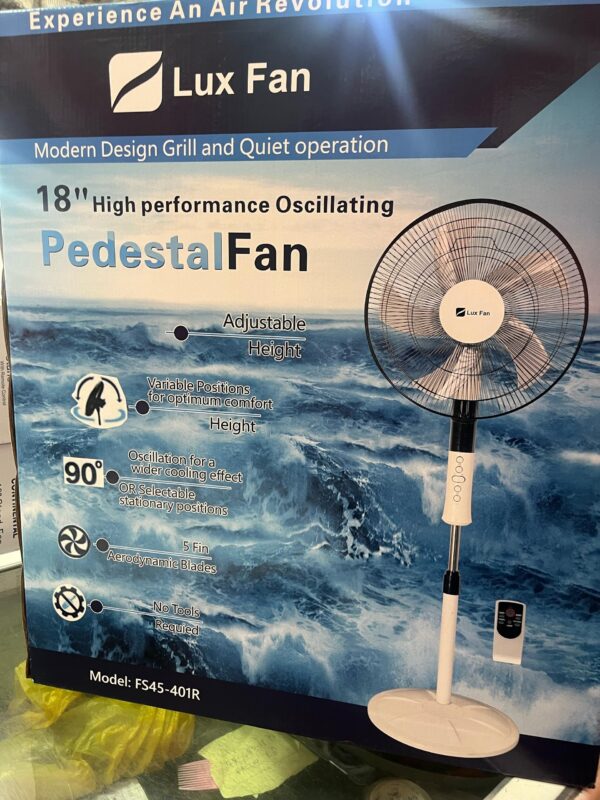 Experience An Air Revolution
Lux Fan
Modern Design Grill and Quiet operation
18" High performance Oscillating
PedestalFan
Lux Fan
Adjustable
Height
Variable Positions
for optimum comfort
Height
90°
Oscillation for a
wider cooling effect
OR Selectable
stationary positions
5 Fin
Aerodynamic Blades
No Tools
Requied
Model: FS45-401R